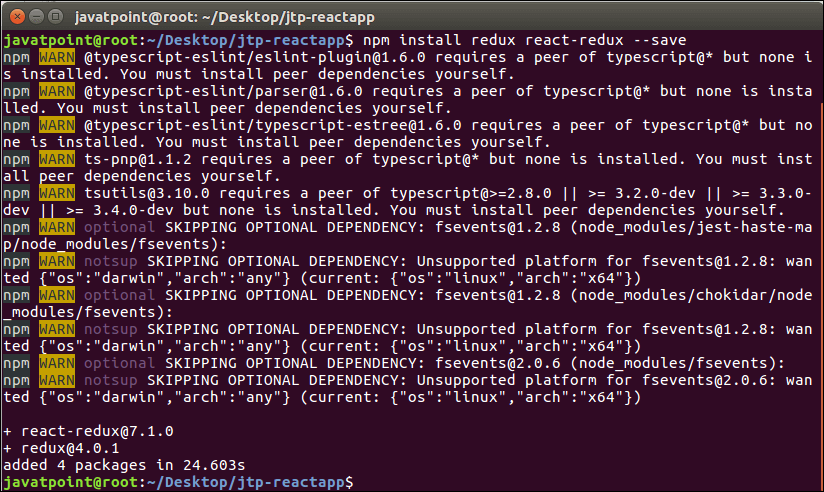 javatpoint@root: ~/Desktop/jtp-reactapp
javatpoint@root:~/Desktop/jtp-reactapp$ npm install redux react-redux --save
npm WARN @typescript-eslint/eslint-plugin@1.6.0 requires a peer of typescript@* but none i
s installed. You must install peer dependencies yourself.
npm WARN @typescript-eslint/parser@1.6.0 requires a peer of typescript@* but none is insta
lled. You must install peer dependencies yourself.
npm WARN @typescript-eslint/typescript-estree@1.6.0 requires a peer of typescript@* but no
ne is installed. You must install peer dependencies yourself.
npm WARN ts-pnp@1.1.2 requires a peer of typescript@* but none is installed. You must inst
all peer dependencies yourself.
npm WARN tsutils@3.10.0 requires a peer of typescript@>=2.8.0 || >= 3.2.0-dev || >= 3.3.0-
dev || >= 3.4.0-dev but none is installed. You must install peer dependencies yourself.
npm WARN optional SKIPPING OPTIONAL DEPENDENCY: fsevents@1.2.8 (node_modules/jest-haste-ma
p/node_modules/fsevents):
npm WARN notsup SKIPPING OPTIONAL DEPENDENCY: Unsupported platform for fsevents@1.2.8: wan
ted {"os":"darwin","arch":"any"} (current: {"os":"linux","arch":"x64"})
npm WARN optional SKIPPING OPTIONAL DEPENDENCY: fsevents@1.2.8 (node_modules/chokidar/node
_modules/fsevents):
npm WARN notsup SKIPPING OPTIONAL DEPENDENCY: Unsupported platform for fsevents@1.2.8: wan
ted {"os":"darwin","arch":"any"} (current: {"os":"linux","arch":"x64"})
npm WARN optional SKIPPING OPTIONAL DEPENDENCY: fsevents@2.0.6 (node_modules/fsevents):
npm WARN notsup SKIPPING OPTIONAL DEPENDENCY: Unsupported platform for fsevents@2.0.6: wan
ted {"os":"darwin","arch":"any"} (current: {"os":"linux","arch":"x64"})
+ react-redux@7.1.0
+ redux@4.0.1
added 4 packages in 24.603s
javatpoint@root:~/Desktop/jtp-reactapp$